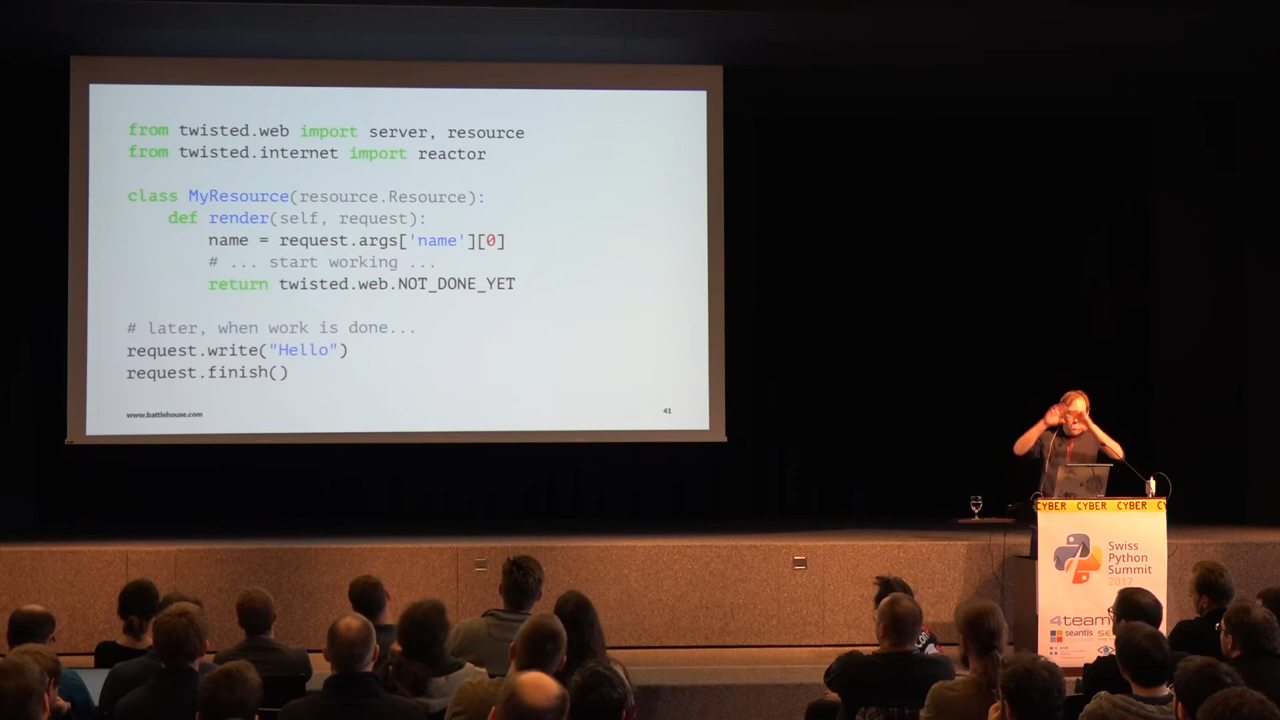 from twisted.web import server, resource
from twisted.internet import reactor
class MyResource(resource.Resource):
    def render(self, request):
        name = request.args['name'][0]
        # ... start working ...
        return twisted.web.NOT_DONE_YET
# later, when work is done...
request.write("Hello")
request.finish()
www.battlehouse.com
41
CYBER CYBER CYBER CY
Swiss
Python
Summit
2017
4team
seantis